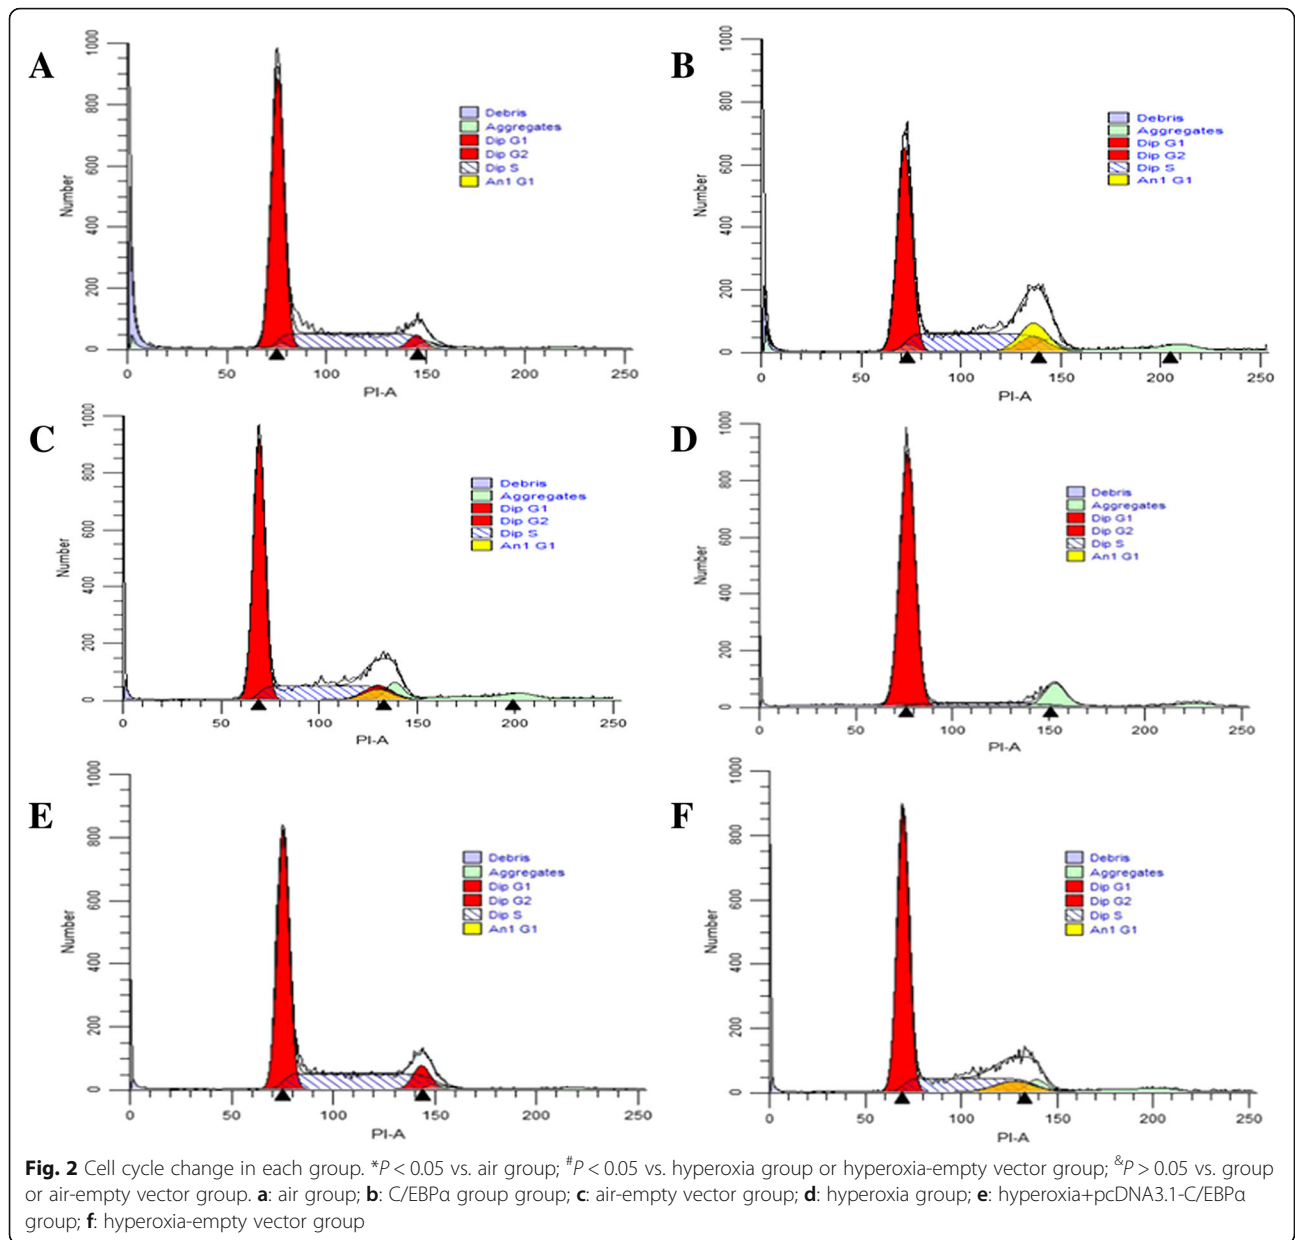 A
1000
800
600
400
200
0
Number
0 50 100 150 200 250
PI-A
Debris
Aggregates
Dip G1
Dip G2
Dip S
An1 G1
B
1000
800
600
400
200
0
Number
0 50 100 150 200 250
PI-A
Debris
Aggregates
Dip G1
Dip G2
Dip S
An1 G1
C
1000
800
600
400
200
0
Number
0 50 100 150 200 250
PI-A
Debris
Aggregates
Dip G1
Dip G2
Dip S
An1 G1
D
1000
800
600
400
200
0
Number
0 50 100 150 200 250
PI-A
Debris
Aggregates
Dip G1
Dip G2
Dip S
An1 G1
E
1000
800
600
400
200
0
Number
0 50 100 150 200 250
PI-A
Debris
Aggregates
Dip G1
Dip G2
Dip S
An1 G1
F
1000
800
600
400
200
0
Number
0 50 100 150 200 250
PI-A
Debris
Aggregates
Dip G1
Dip G2
Dip S
An1 G1
Fig. 2 Cell cycle change in each group. *P < 0.05 vs. air group; #P < 0.05 vs. hyperoxia group or hyperoxia-empty vector group; &P > 0.05 vs. group
or air-empty vector group. a: air group; b: C/EBPα group group; c: air-empty vector group; d: hyperoxia group; e: hyperoxia+pcDNA3.1-C/EBPα
group; f: hyperoxia-empty vector group